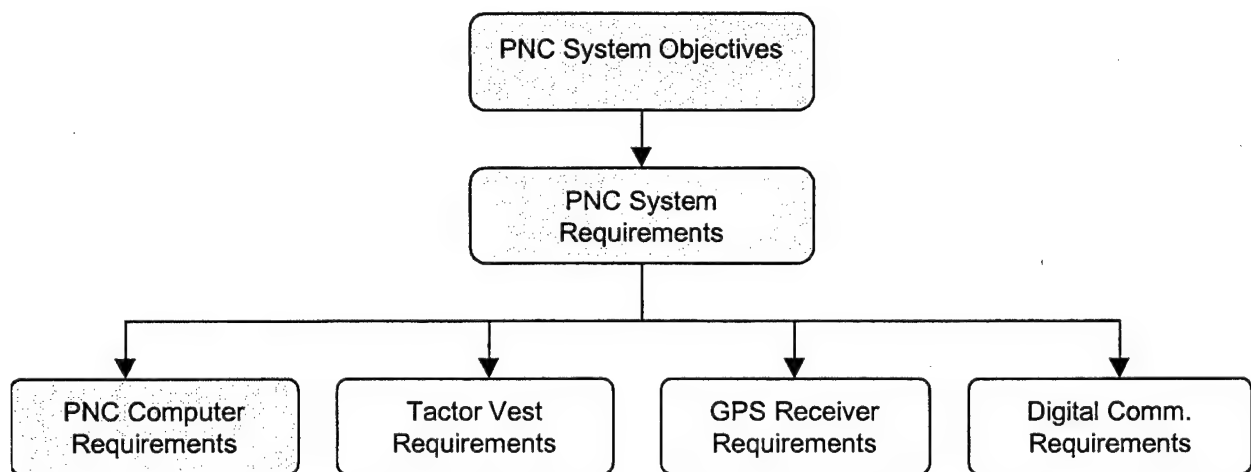 PNC System Objectives
PNC System
Requirements
PNC Computer
Requirements
Tactor Vest
Requirements
GPS Receiver
Requirements
Digital Comm.
Requirements